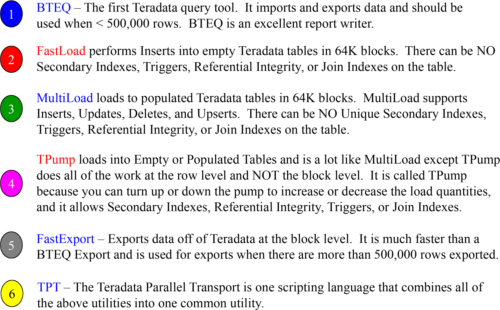 1 BTEQ – The first Teradata query tool. It imports and exports data and should be
used when < 500,000 rows. BTEQ is an excellent report writer.
2 FastLoad performs Inserts into empty Teradata tables in 64K blocks. There can be NO
Secondary Indexes, Triggers, Referential Integrity, or Join Indexes on the table.
3 MultiLoad loads to populated Teradata tables in 64K blocks. MultiLoad supports
Inserts, Updates, Deletes, and Upserts. There can be NO Unique Secondary Indexes,
Triggers, Referential Integrity, or Join Indexes on the table.
4 TPump loads into Empty or Populated Tables and is a lot like MultiLoad except TPump
does all of the work at the row level and NOT the block level. It is called TPump
because you can turn up or down the pump to increase or decrease the load quantities,
and it allows Secondary Indexes, Referential Integrity, Triggers, or Join Indexes.
5 FastExport – Exports data off of Teradata at the block level. It is much faster than a
BTEQ Export and is used for exports when there are more than 500,000 rows exported.
6 TPT – The Teradata Parallel Transport is one scripting language that combines all of
the above utilities into one common utility.